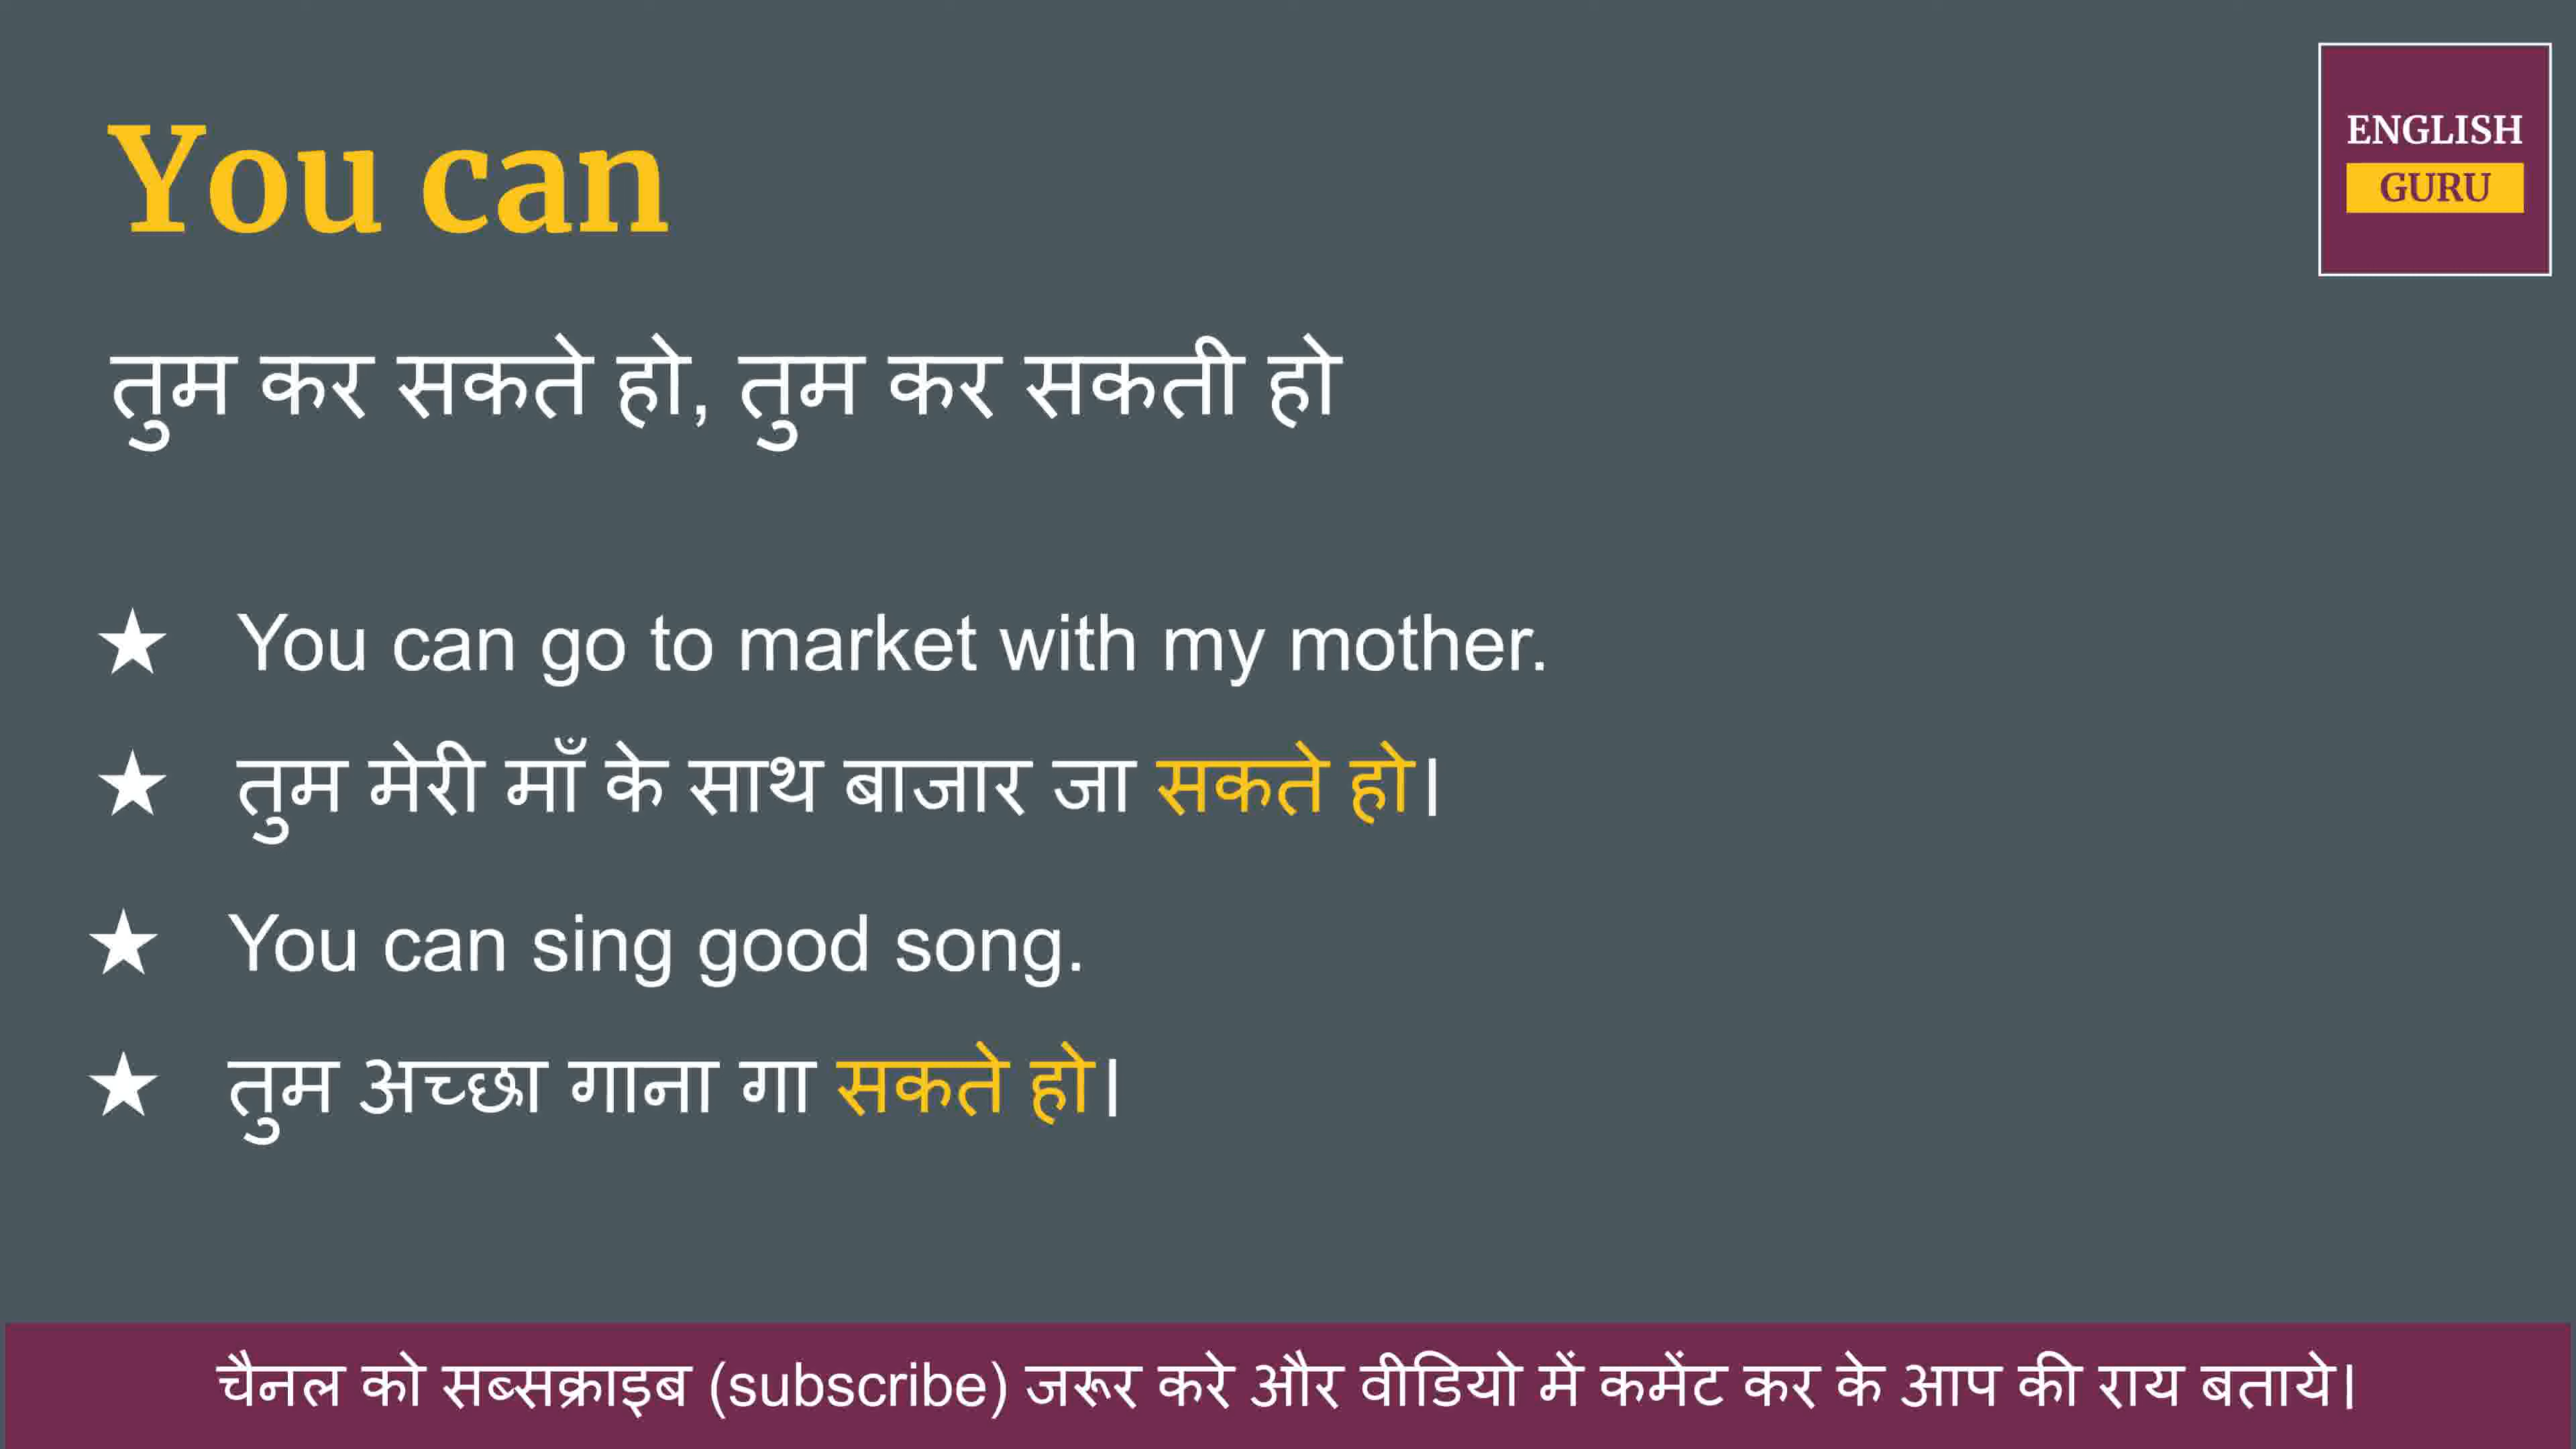 You can
ENGLISH
GURU
तुम कर सकते हो, तुम कर सकती हो
★ You can go to market with my mother.
★ तुम मेरी माँ के साथ बाजार जा सकते हो।
★ You can sing good song.
★ तुम अच्छा गाना गा सकते हो।
चैनल को सब्सक्राइब (subscribe) जरूर करे और वीडियो में कमेंट कर के आप की राय बताये।